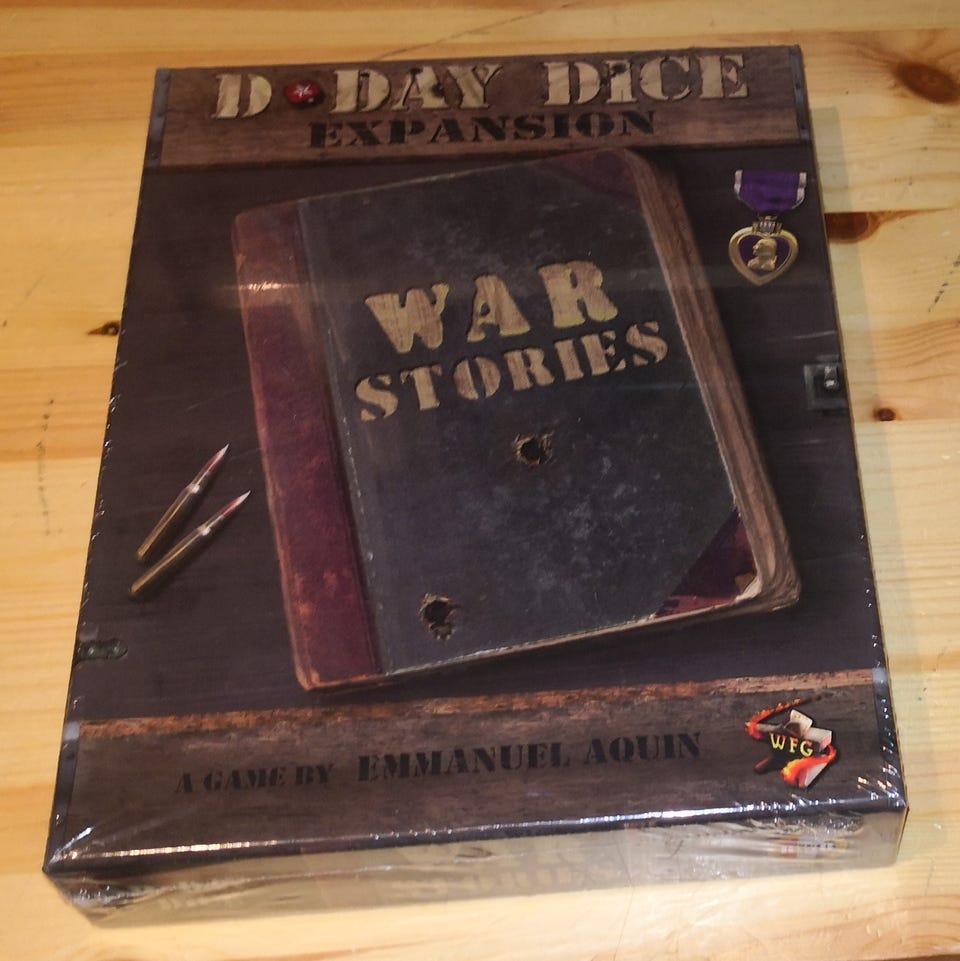 D-DAY DICE
EXPANSION
WAR
STORIES
A GAME BY EMMANUEL AQUIN
WFG